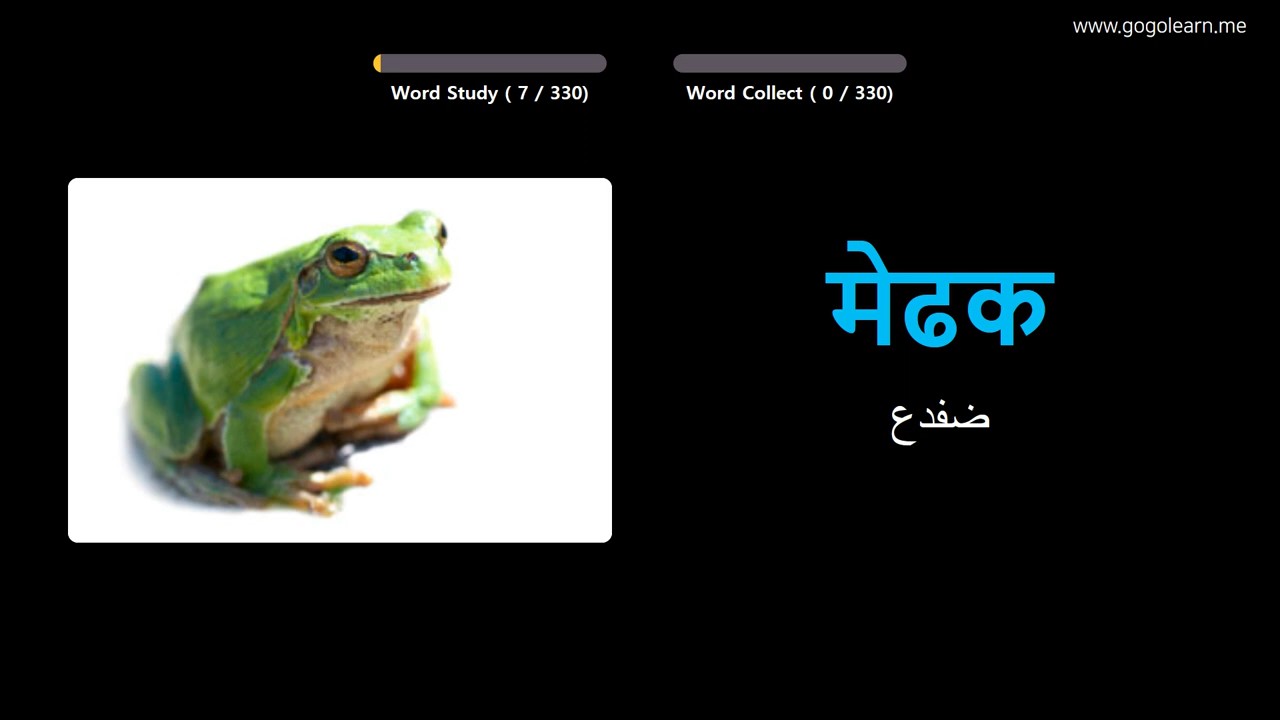 www.gogolearn.me
Word Study ( 7 / 330)
Word Collect ( 0 / 330)
मेढक
ضفدع